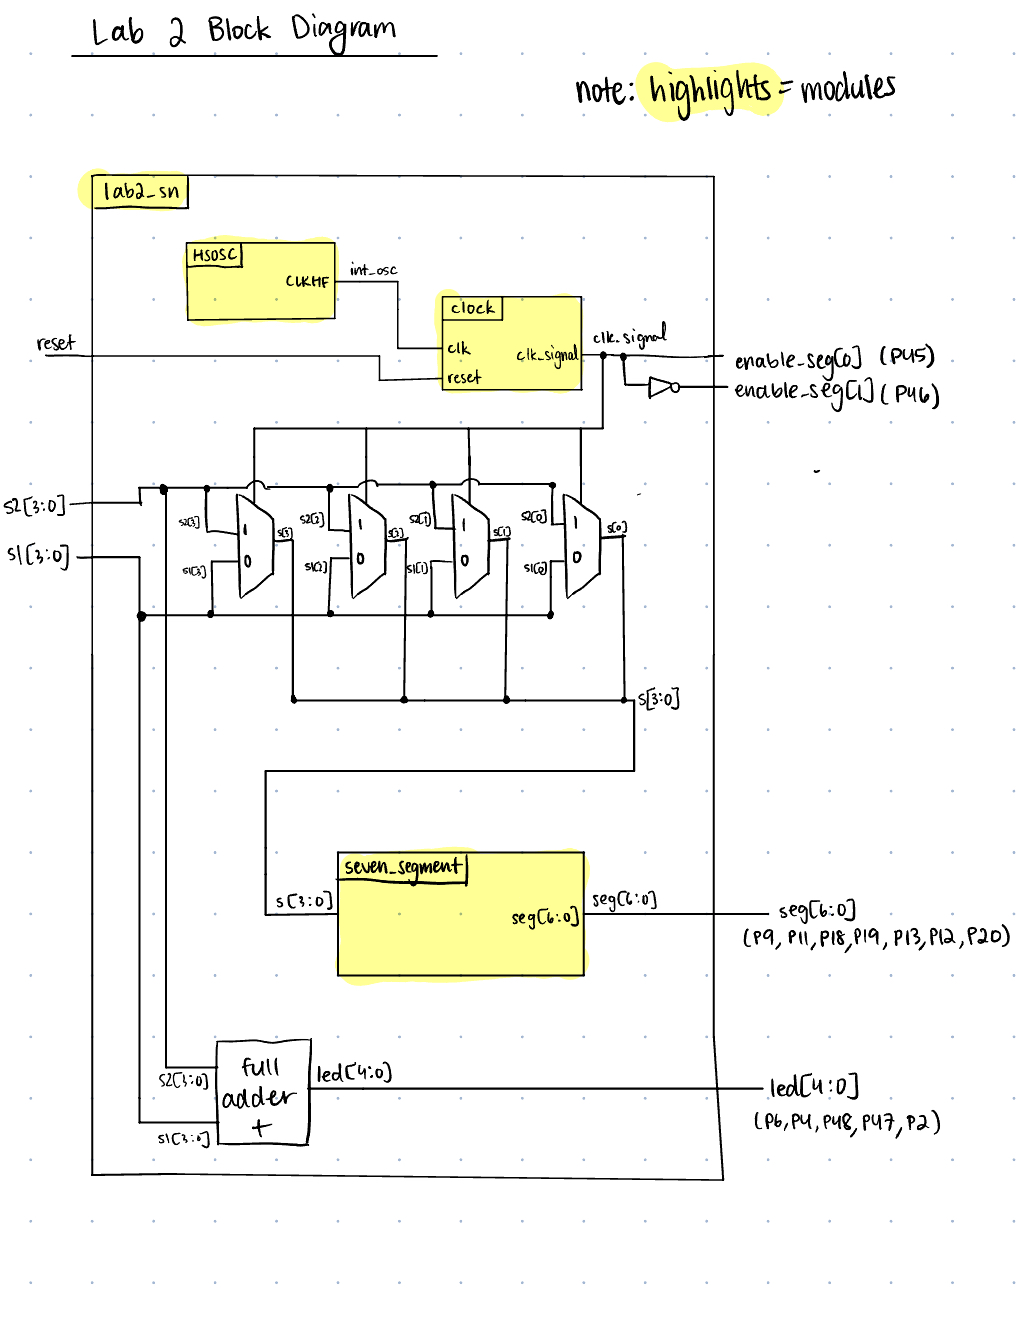 Lab 2 Block Diagram
note: highlights = modules
lab2_sn
HSOSC
CLKHF
int_osc
clock
clk
clk_signal
reset
reset
clk_signal
enable_seg[0] (P45)
enable_seg[1] (P46)
s2[3:0]
s1[3:0]
s2[3]
1
0
s[3]
s1[3]
s2[2]
1
0
s[2]
s1[2]
s2[1]
1
0
s[1]
s1[1]
s2[0]
1
0
s[0]
s1[0]
s[3:0]
seven_segment
s[3:0]
seg[6:0]
seg[6:0]
seg[6:0]
(P9, P11, P18, P19, P13, P12, P20)
full
adder
+
s2[3:0]
s1[3:0]
led[4:0]
led[4:0]
(P6, P4, P48, P47, P2)